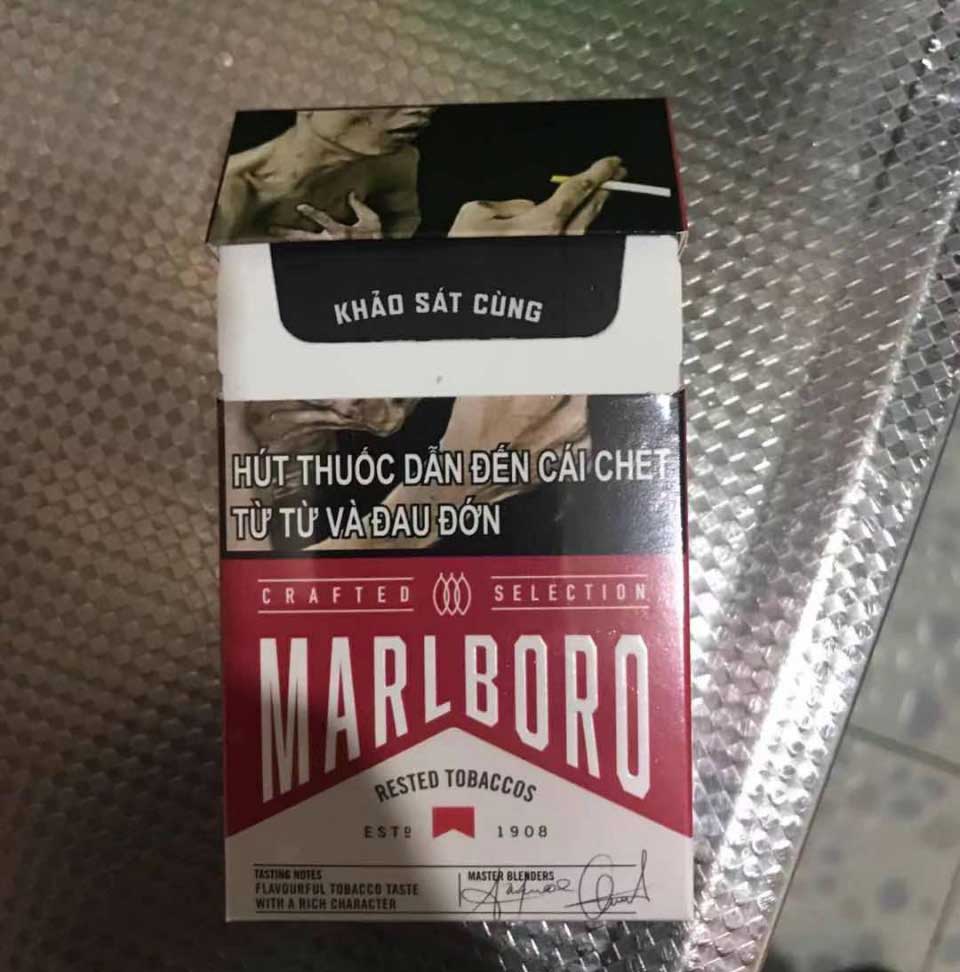 KHẢO SÁT CÙNG
HÚT THUỐC DẪN ĐẾN CÁI CHẾT
TỪ TỪ VÀ ĐAU ĐỚN
CRAFTED SELECTION
MARLBORO
RESTED TOBACCOS
ESTD 1908
TASTING NOTES
FLAVOURFUL TOBACCO TASTE
WITH A RICH CHARACTER
MASTER BLENDERS